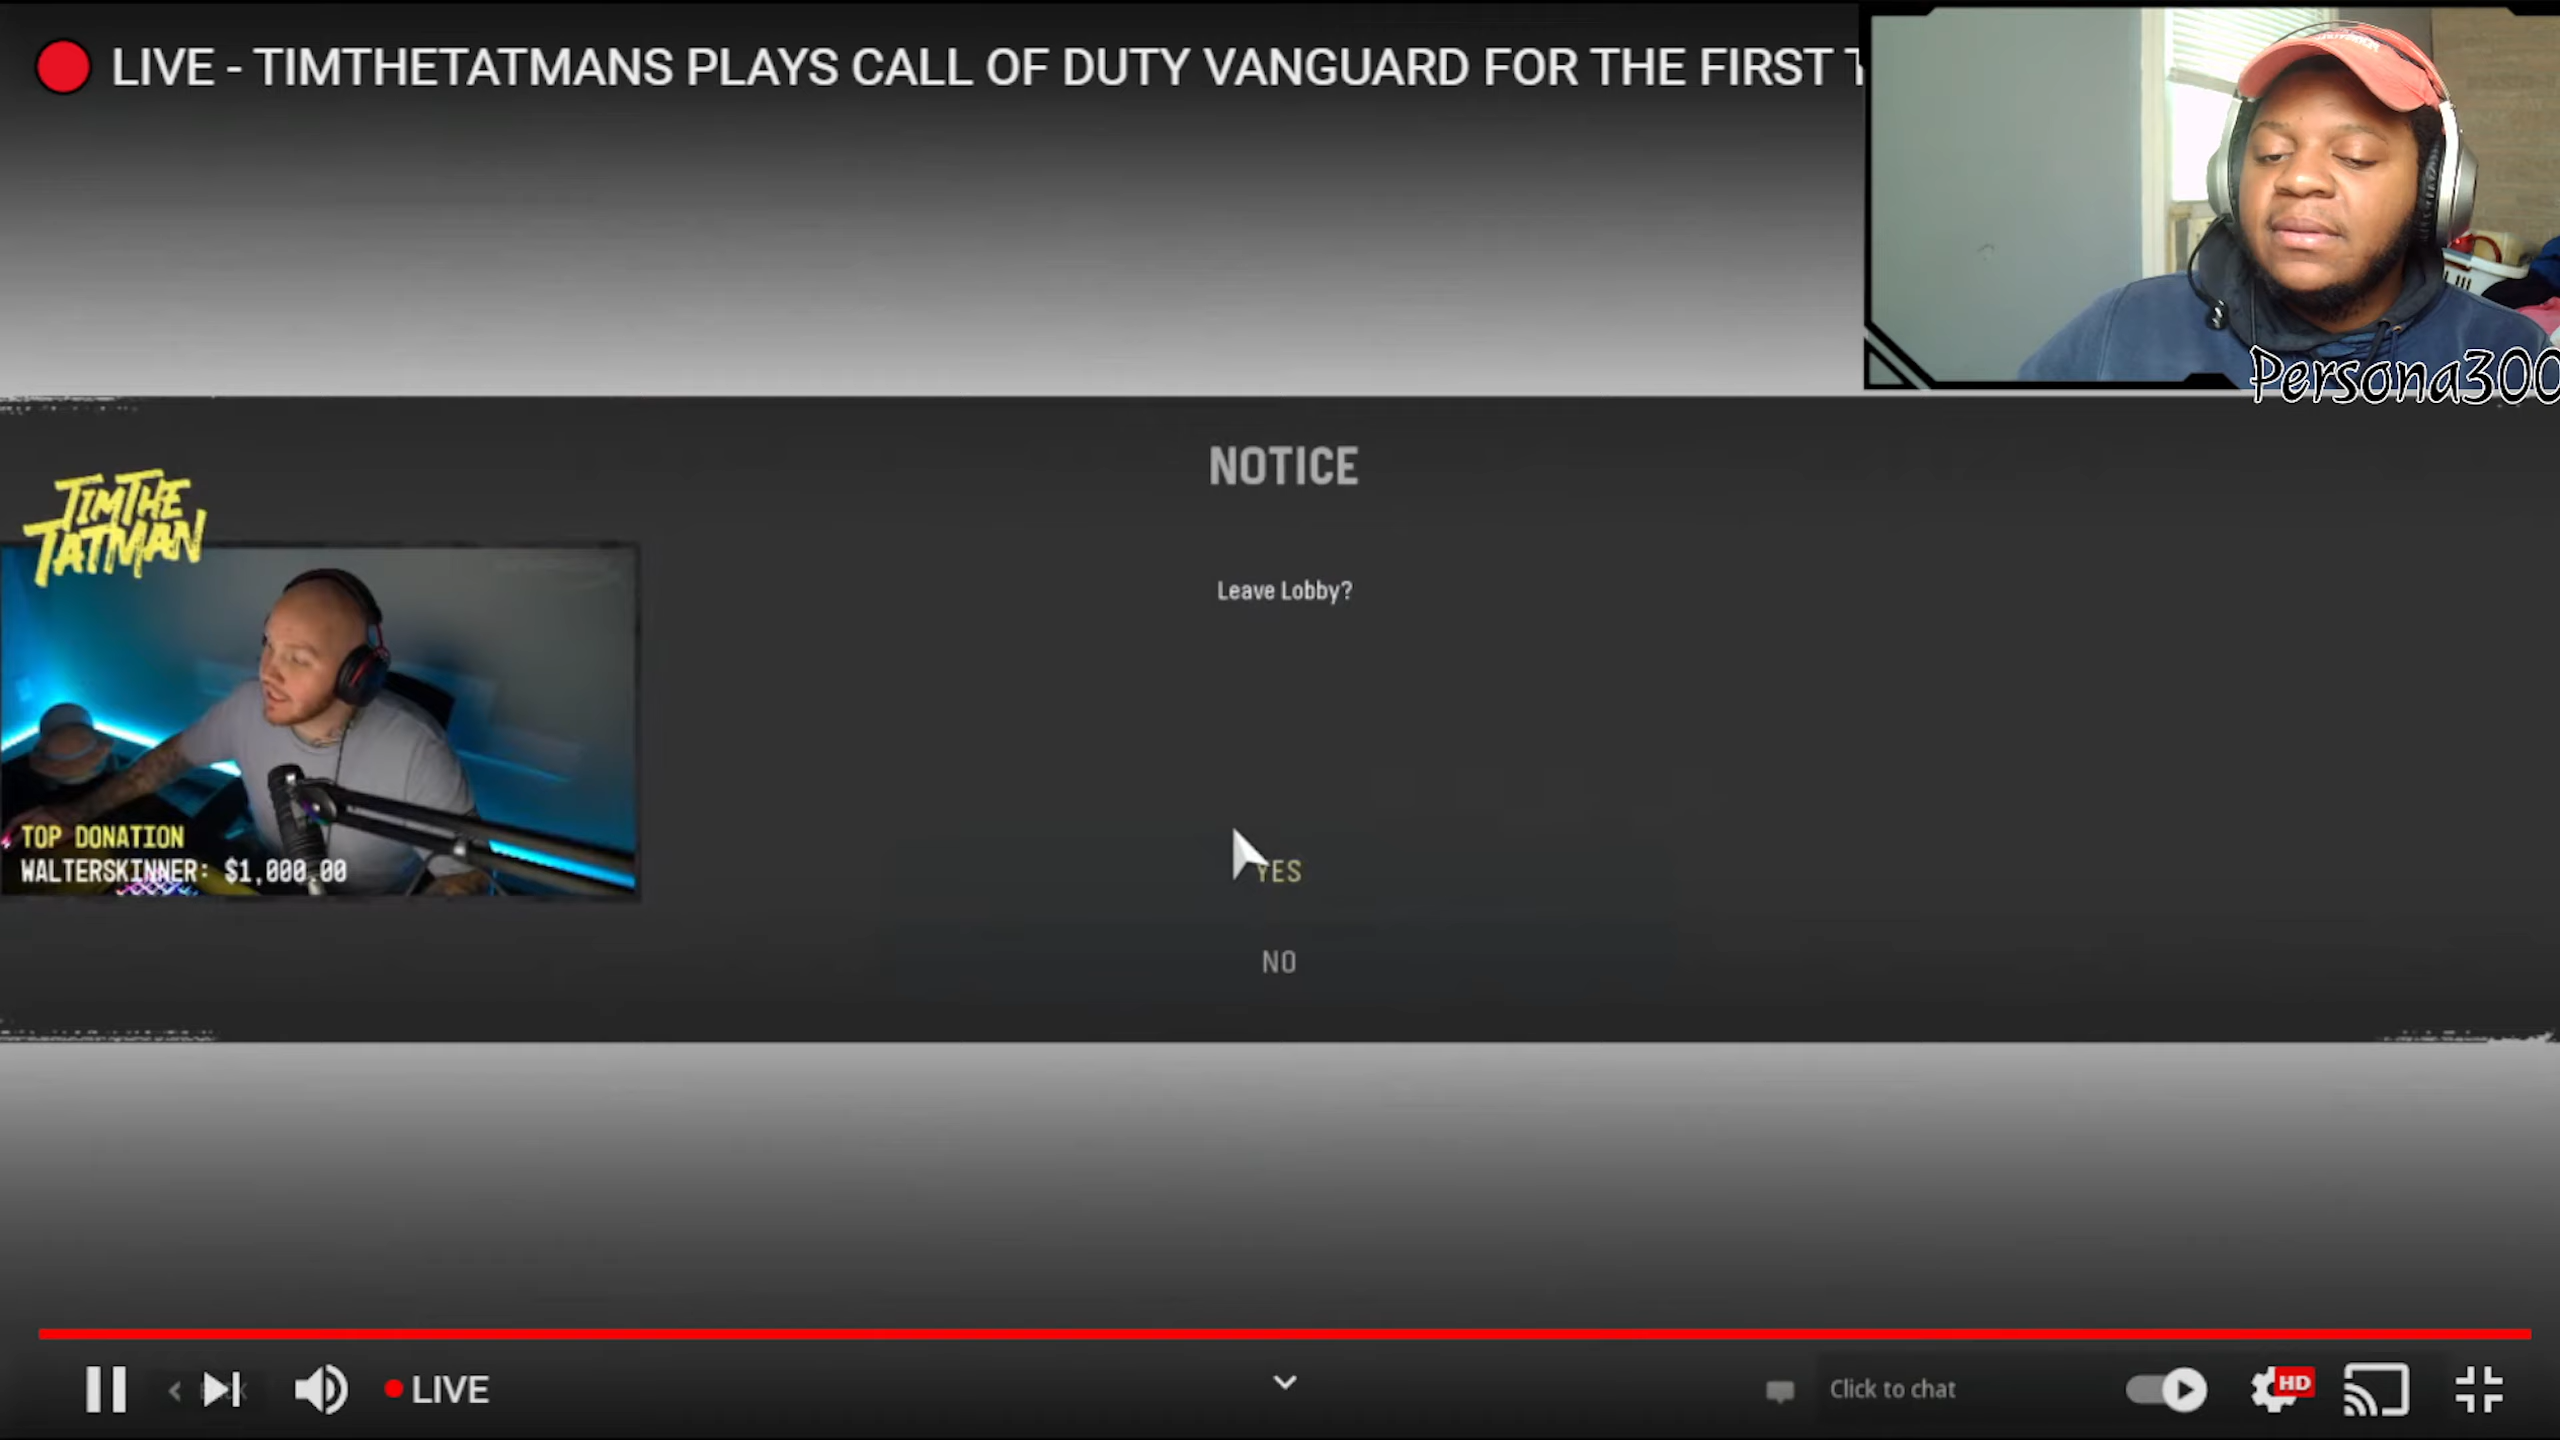 LIVE - TIMTHETATMANS PLAYS CALL OF DUTY VANGUARD FOR THE FIRST T
Persona300
NOTICE
TIMTHE
TATMAN
Leave Lobby?
TOP DONATION
WALTERSKINNER: $1,000.00
YES
NO
LIVE
Click to chat
HD